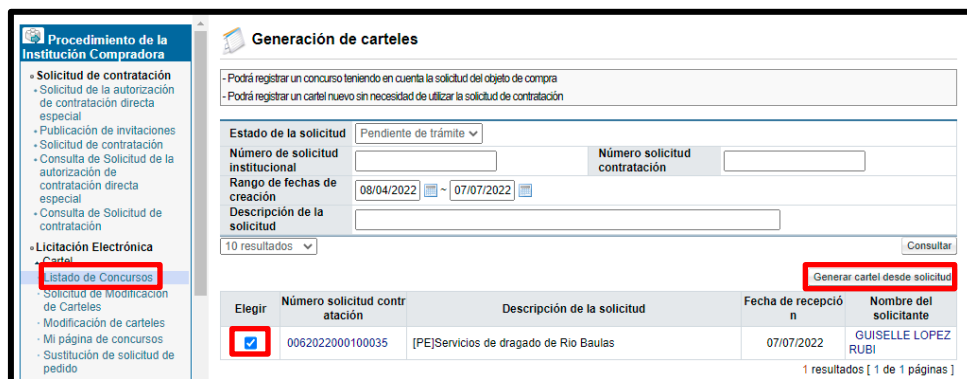 Procedimiento de la
Institución Compradora
Solicitud de contratación
Solicitud de la autorización
de contratación directa
especial
Publicación de invitaciones
Solicitud de contratación
Consulta de Solicitud de la
autorización de
contratación directa
especial
Consulta de Solicitud de
contratación
Licitación Electrónica
Cartel
Listado de Concursos
Solicitud de Modificación
de Carteles
Modificación de carteles
Mi página de concursos
Sustitución de solicitud de
pedido
Generación de carteles
- Podrá registrar un concurso teniendo en cuenta la solicitud del objeto de compra
- Podrá registrar un cartel nuevo sin necesidad de utilizar la solicitud de contratación
Estado de la solicitud Pendiente de trámite
Número de solicitud
institucional
Número solicitud
contratación
Rango de fechas de
creación
08/04/2022 ~ 07/07/2022
Descripción de la
solicitud
10 resultados Consultar
Generar cartel desde solicitud
Elegir
Número solicitud contr
atación
Descripción de la solicitud
Fecha de recepció
n
Nombre del
solicitante
0062022000100035 [PE]Servicios de dragado de Rio Baulas 07/07/2022
GUISELLE LOPEZ
RUBI
1 resultados [ 1 de 1 páginas ]